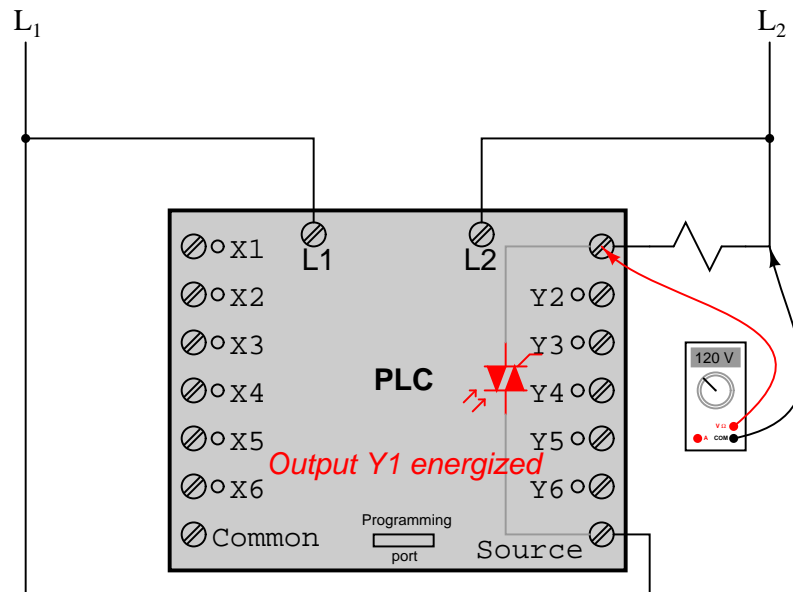 L1
L2
L1
L2
X1
X2
X3
X4
X5
X6
Common
PLC
Output Y1 energized
Programming
port
Y2
Y3
Y4
Y5
Y6
Source
120 V
V Ω
A
COM